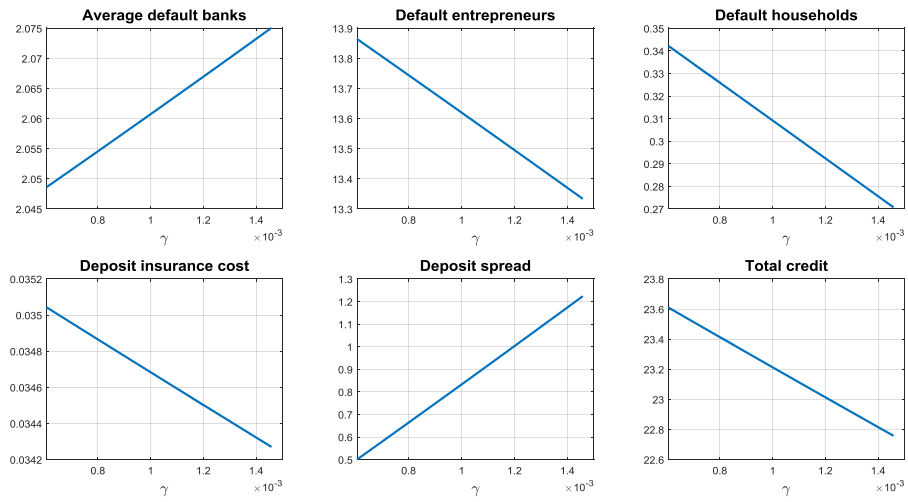 Average default banks
2.075
2.07
2.065
2.06
2.055
2.05
2.045
0.8 1 1.2 1.4
×10-3
γ
Default entrepreneurs
13.9
13.8
13.7
13.6
13.5
13.4
13.3
0.8 1 1.2 1.4
×10-3
γ
Default households
0.35
0.34
0.33
0.32
0.31
0.3
0.29
0.28
0.27
0.8 1 1.2 1.4
×10-3
γ
Deposit insurance cost
0.0352
0.035
0.0348
0.0346
0.0344
0.0342
0.8 1 1.2 1.4
×10-3
γ
Deposit spread
1.3
1.2
1.1
1
0.9
0.8
0.7
0.6
0.5
0.8 1 1.2 1.4
×10-3
γ
Total credit
23.8
23.6
23.4
23.2
23
22.8
22.6
0.8 1 1.2 1.4
×10-3
γ